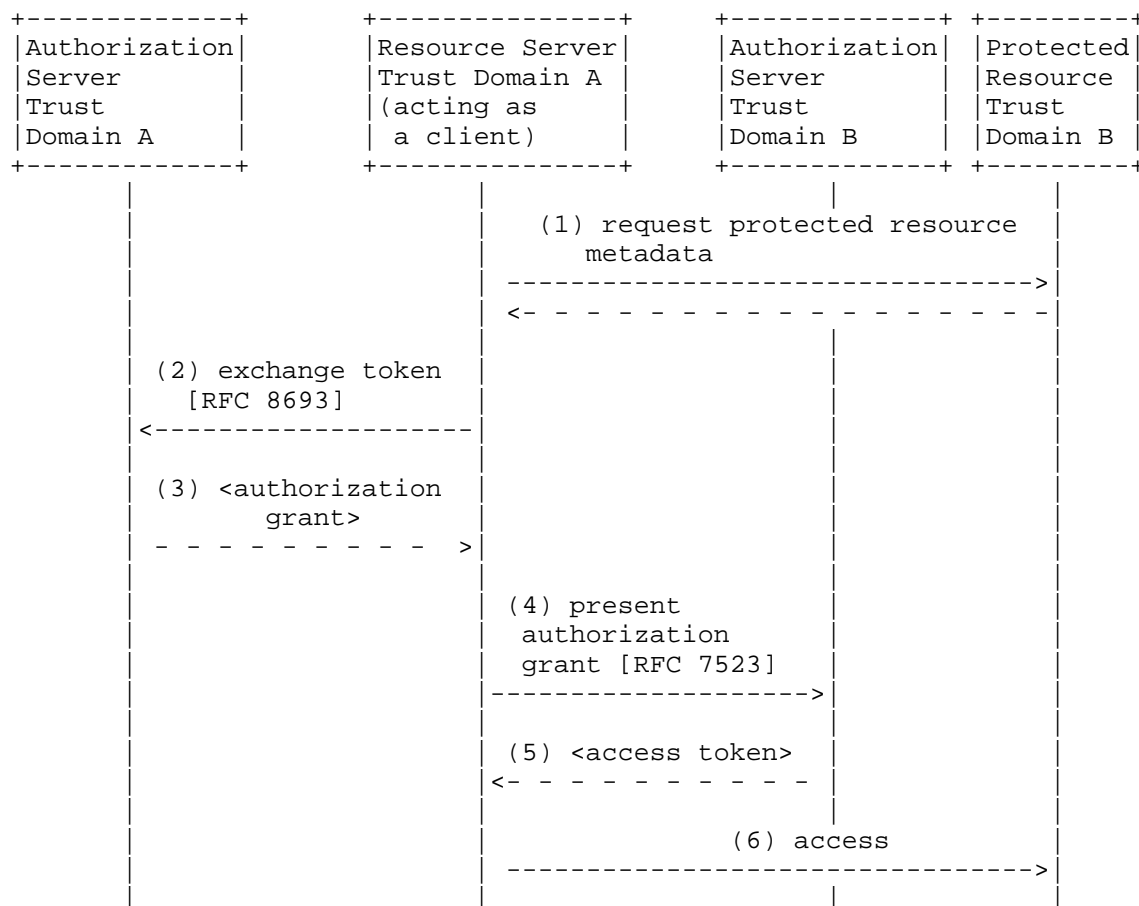 Authorization Server Trust Domain A
Resource Server Trust Domain A (acting as a client)
Authorization Server Trust Domain B
Protected Resource Trust Domain B
(1) request protected resource
metadata
(2) exchange token
[RFC 8693]
(3) <authorization
grant>
(4) present
authorization
grant [RFC 7523]
(5) <access token>
(6) access